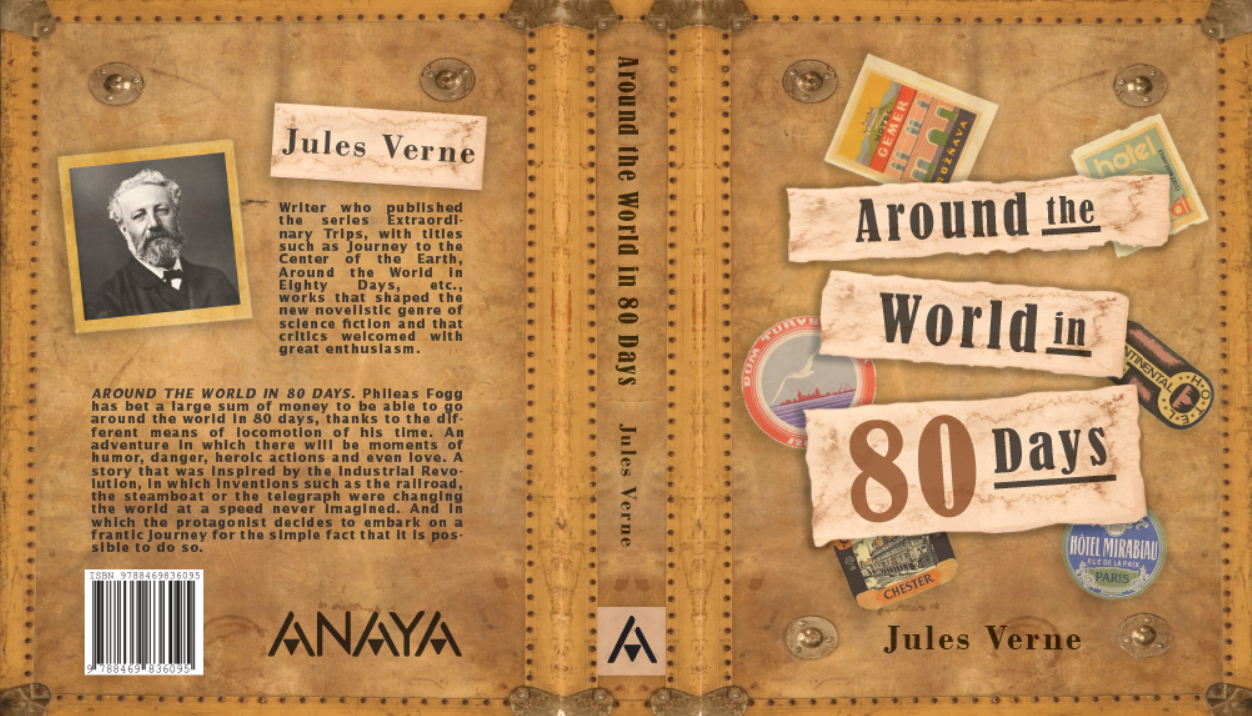 Jules Verne
Writer who published
the series Extraordi-
nary Trips, with titles
such as Journey to the
Center of the Earth,
Around the World in
Eighty Days, etc.,
works that shaped the
new novelistic genre of
science fiction and that
critics welcomed with
great enthusiasm.
AROUND THE WORLD IN 80 DAYS. Phileas Fogg
has bet a large sum of money to be able to go
around the world in 80 days, thanks to the dif-
ferent means of locomotion of his time. An
adventure in which there will be moments of
humor, danger, heroic actions and even love. A
story that was inspired by the Industrial Revo-
lution, in which inventions such as the railroad,
the steamboat or the telegraph were changing
the world at a speed never imagined. And in
which the protagonist decides to embark on a
frantic journey for the simple fact that it is pos-
sible to do so.
ISBN 9788469836095
9 788469 836095
ANAYA
Around the World in 80 Days
Jules Verne
GEMER
hotel
Around the
World in
80 Days
HOTEL
CHESTER
HÔTEL MIRABIAU
RUE DE LA PAIX
PARIS
Jules Verne